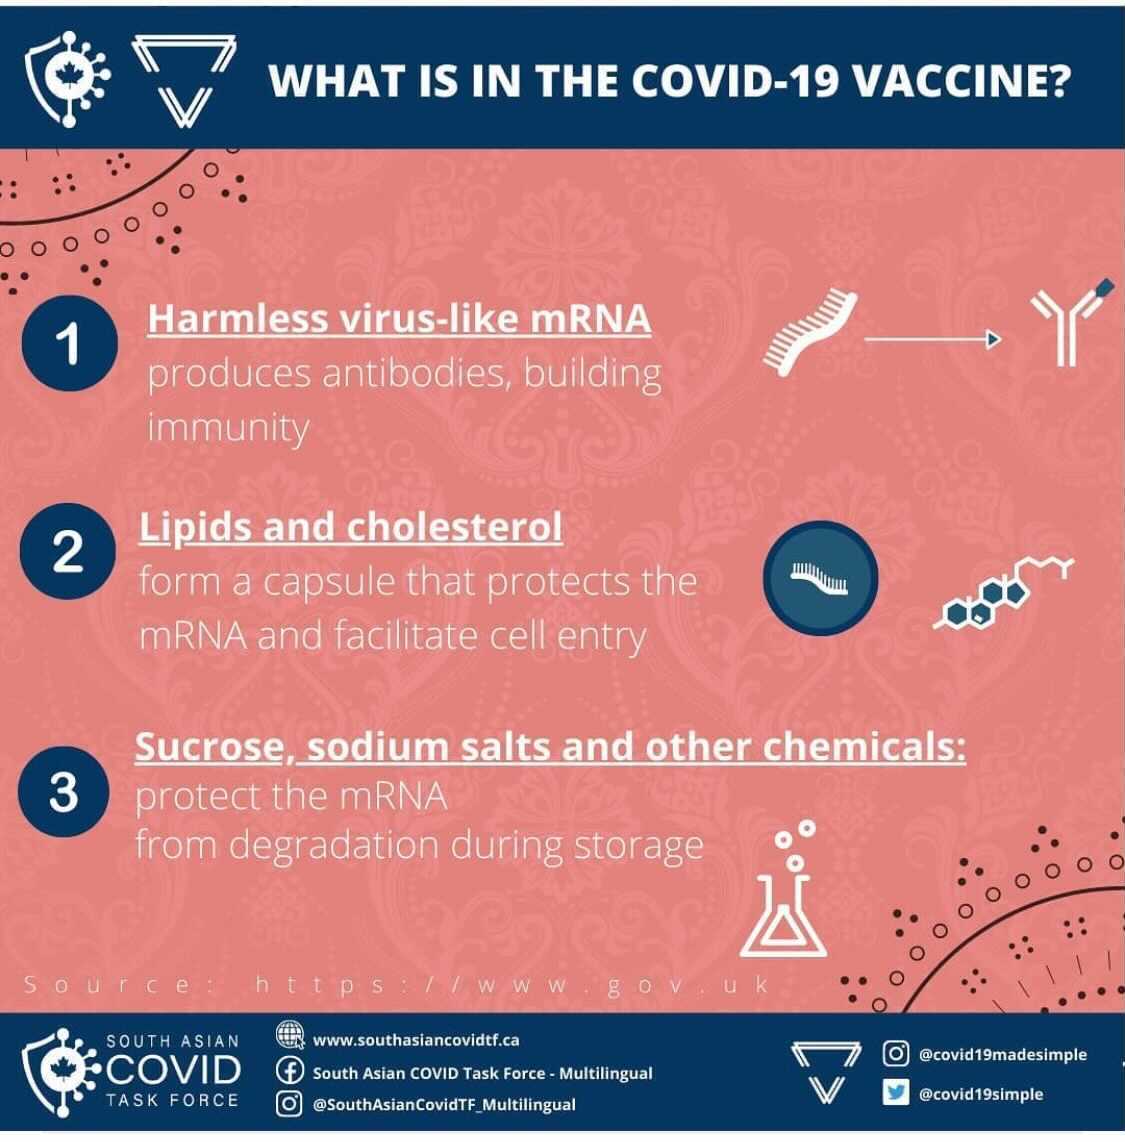 WHAT IS IN THE COVID-19 VACCINE?
1
Harmless virus-like mRNA
produces antibodies, building
immunity
2
Lipids and cholesterol
form a capsule that protects the
mRNA and facilitate cell entry
3
Sucrose, sodium salts and other chemicals:
protect the mRNA
from degradation during storage
Source: https://www.gov.uk
SOUTH ASIAN
COVID
TASK FORCE
www.southasiancovidtf.ca
South Asian COVID Task Force - Multilingual
@SouthAsianCovidTF_Multilingual
@covid19madesimple
@covid19simple